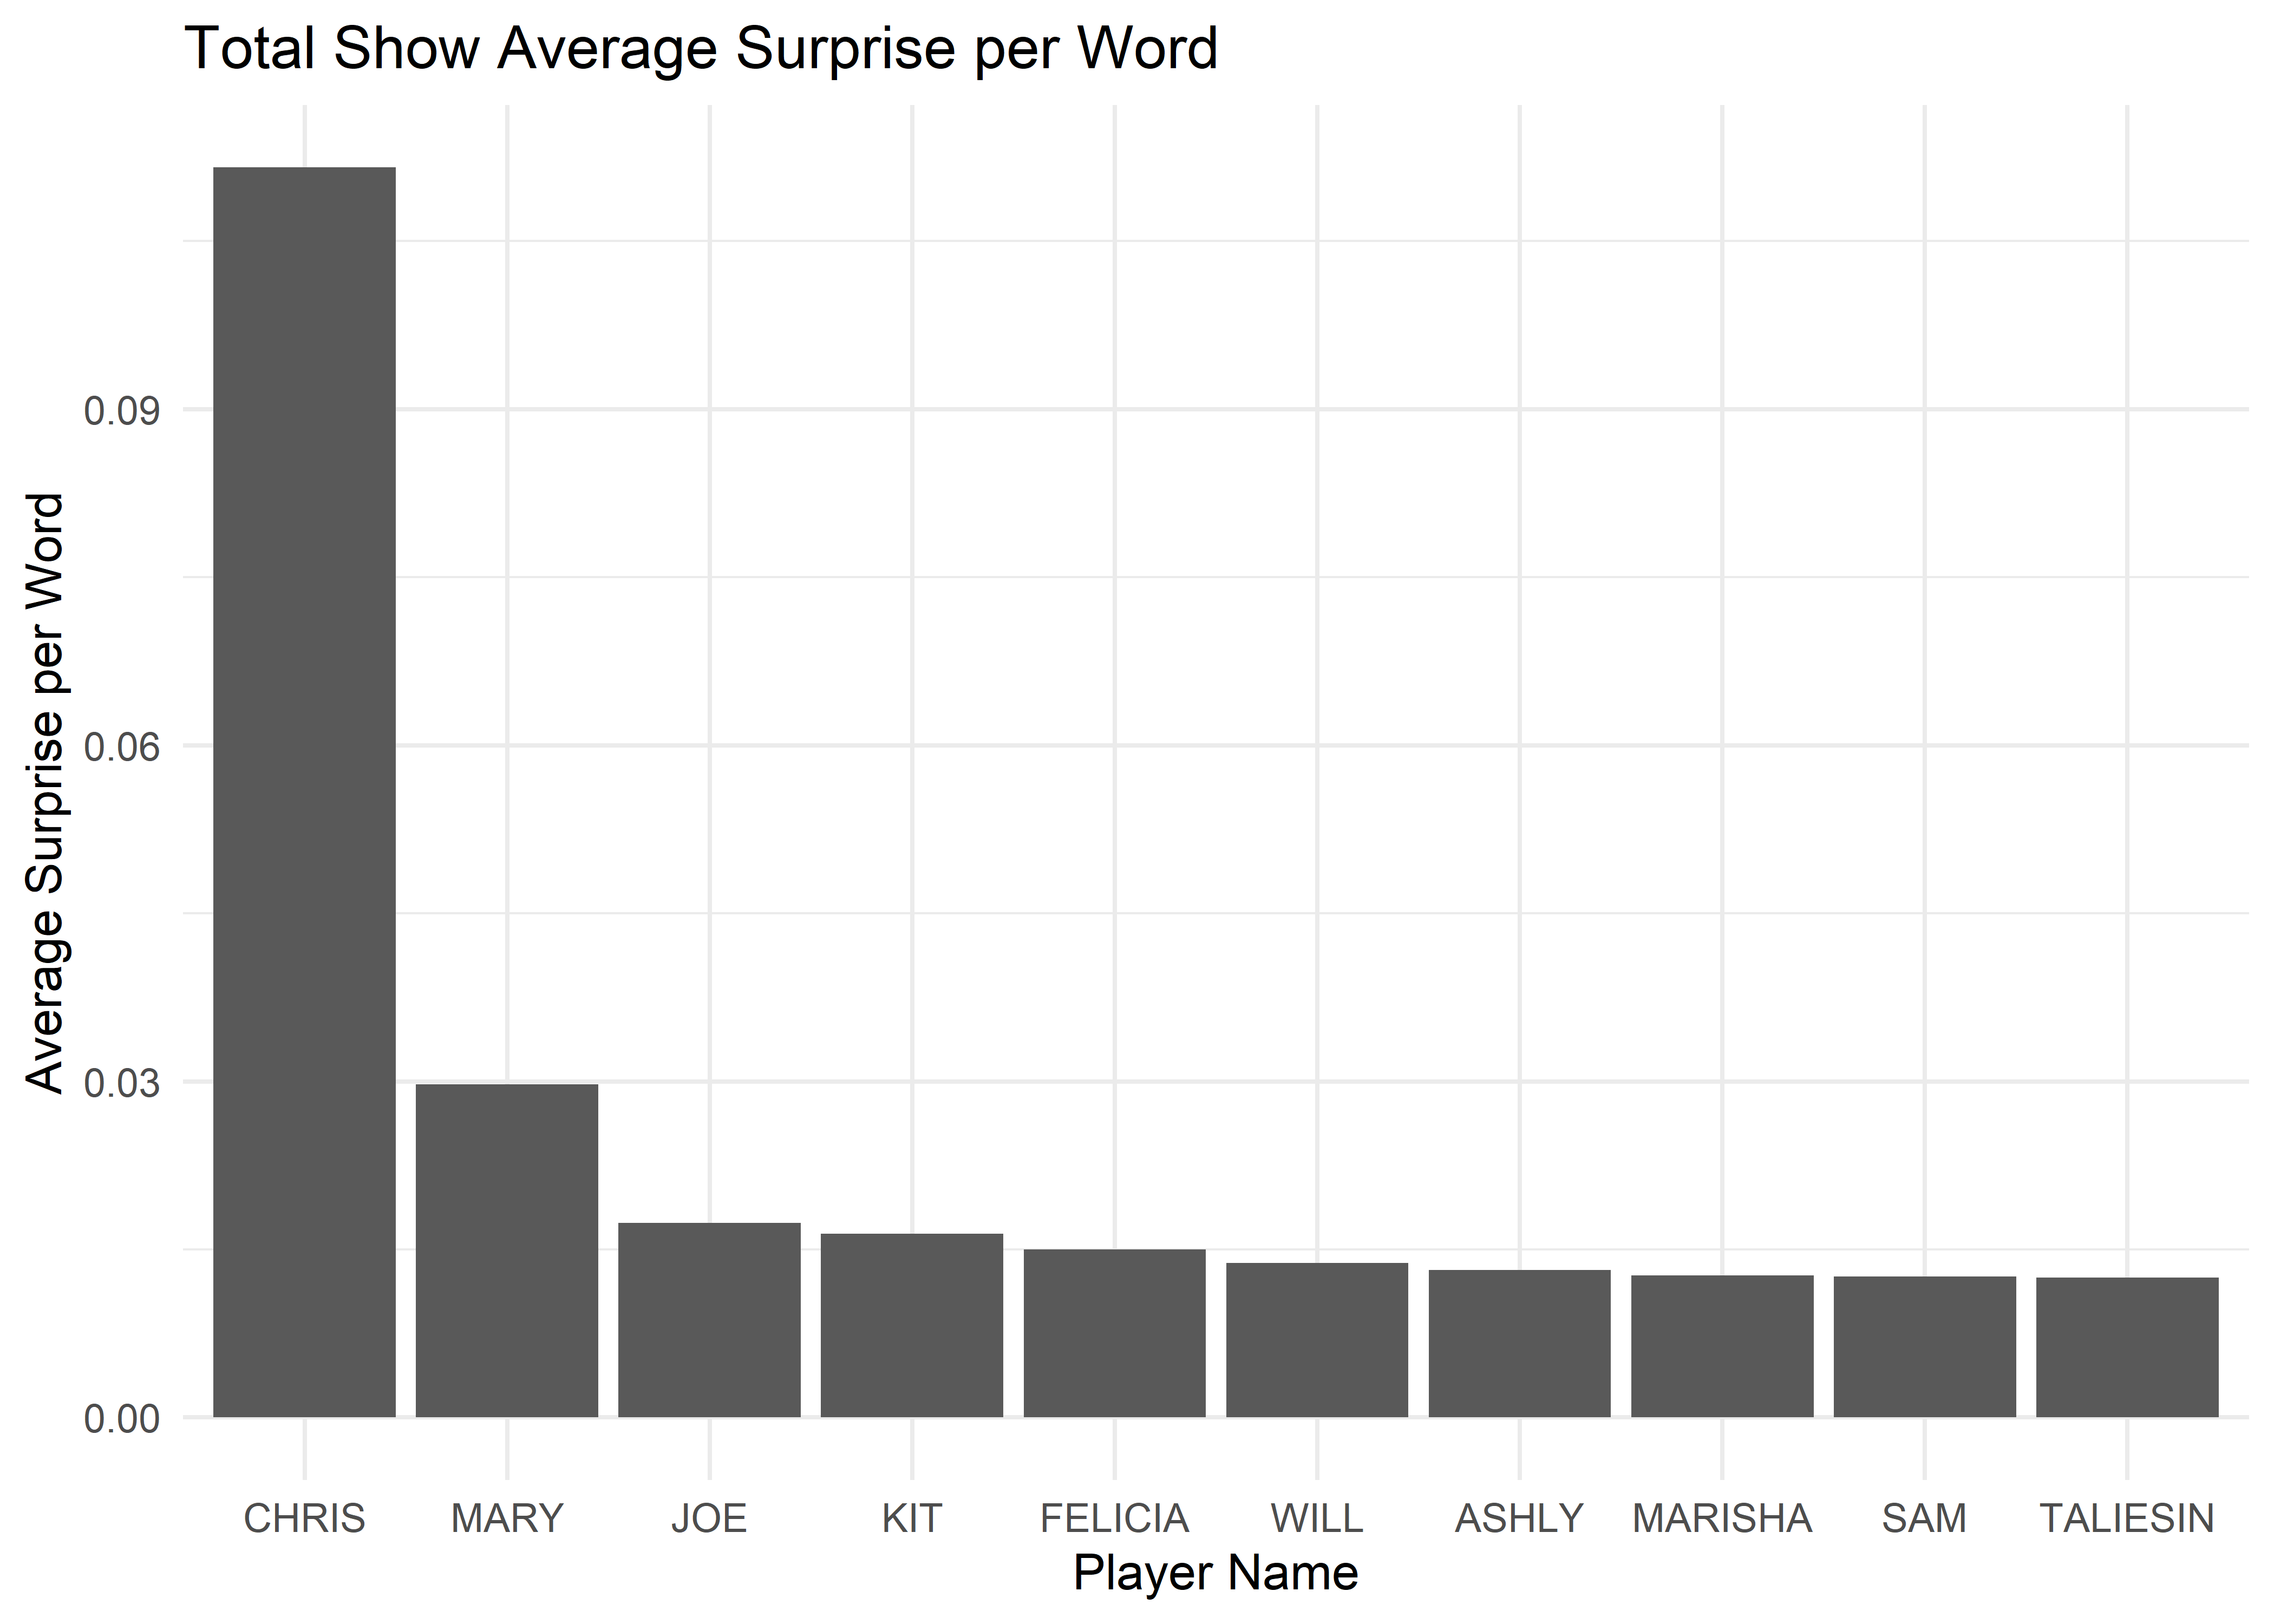 Total Show Average Surprise per Word
Average Surprise per Word
0.09
0.06
0.03
0.00
CHRIS MARY JOE KIT FELICIA WILL ASHLY MARISHA SAM TALIESIN
Player Name